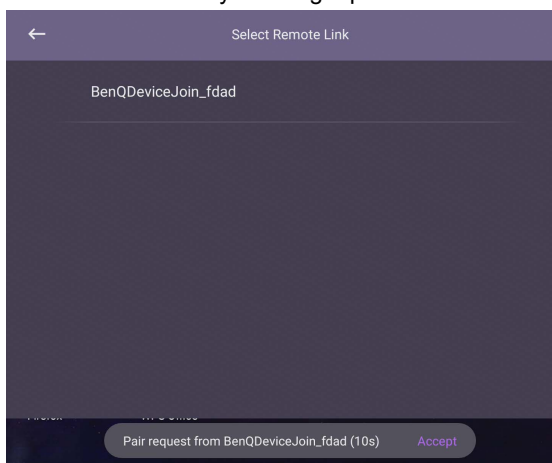 Select Remote Link
BenQDeviceJoin_fdad
Pair request from BenQDeviceJoin_fdad (10s) Accept